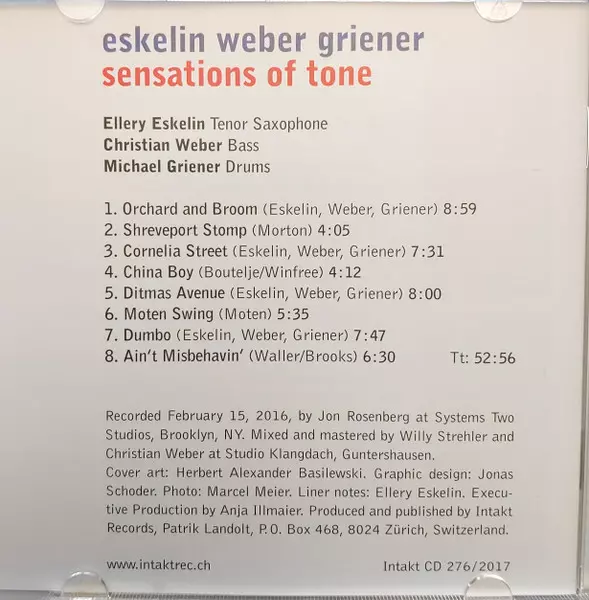 eskelin weber griener
sensations of tone
Ellery Eskelin Tenor Saxophone
Christian Weber Bass
Michael Griener Drums
1. Orchard and Broom (Eskelin, Weber, Griener) 8:59
2. Shreveport Stomp (Morton) 4:05
3. Cornelia Street (Eskelin, Weber, Griener) 7:31
4. China Boy (Boutelje/Winfree) 4:12
5. Ditmas Avenue (Eskelin, Weber, Griener) 8:00
6. Moten Swing (Moten) 5:35
7. Dumbo (Eskelin, Weber, Griener) 7:47
8. Ain't Misbehavin' (Waller/Brooks) 6:30 Tt: 52:56
Recorded February 15, 2016, by Jon Rosenberg at Systems Two
Studios, Brooklyn, NY. Mixed and mastered by Willy Strehler and
Christian Weber at Studio Klangdach, Guntershausen.
Cover art: Herbert Alexander Basilewski. Graphic design: Jonas
Schoder. Photo: Marcel Meier. Liner notes: Ellery Eskelin. Execu-
tive Production by Anja Illmaier. Produced and published by Intakt
Records, Patrik Landolt, P.O. Box 468, 8024 Zürich, Switzerland.
www.intaktrec.ch Intakt CD 276/2017